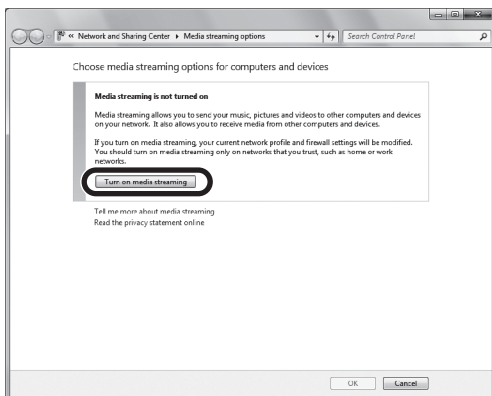 « Network and Sharing Center ▸ Media streaming options
Search Control Panel
Choose media streaming options for computers and devices
Media streaming is not turned on
Media streaming allows you to send your music, pictures and videos to other computers and devices
on your network. It also allows you to receive media from other computers and devices.
If you turn on media streaming, your current network profile and firewall settings will be modified.
You should turn on media streaming only on networks that you trust, such as home or work
networks.
Turn on media streaming
Tell me more about media streaming
Read the privacy statement online
OK
Cancel